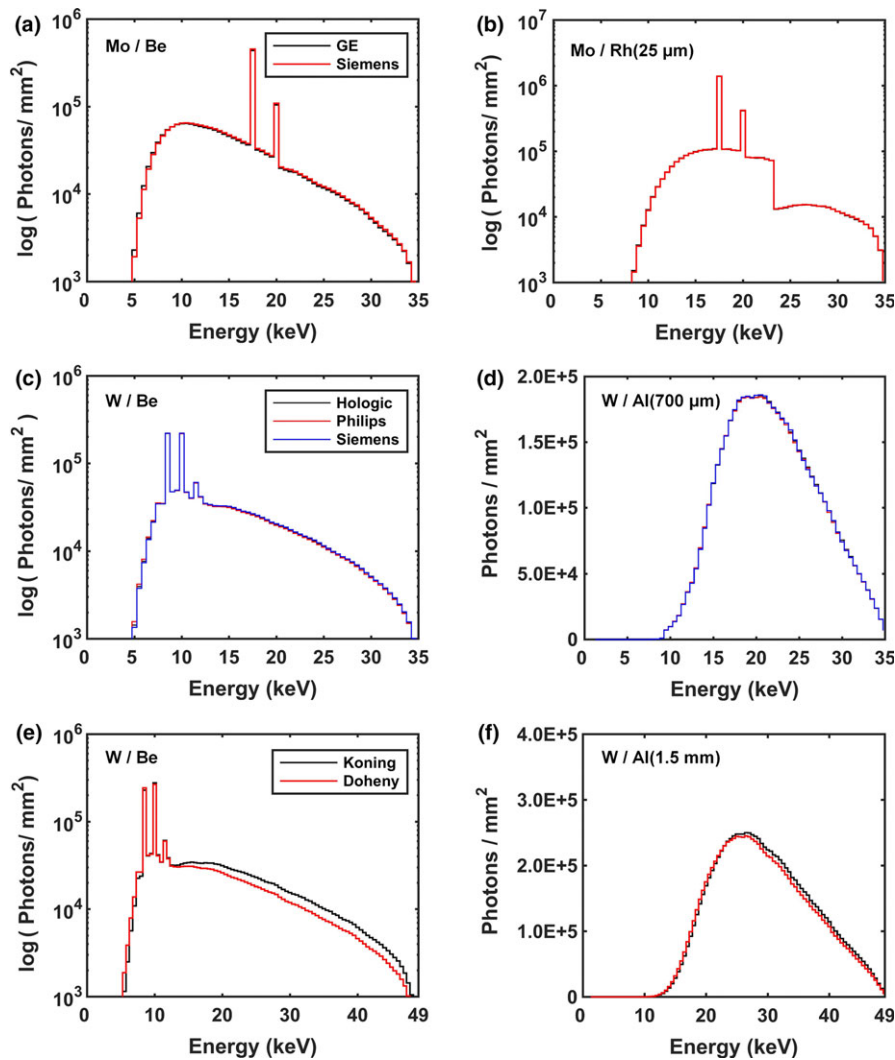 (a)
Mo / Be
GE
Siemens
log ( Photons/ mm²)
10⁶
10⁵
10⁴
10³
0 5 10 15 20 25 30 35
Energy (keV)
(b)
Mo / Rh(25 µm)
log ( Photons/ mm²)
10⁷
10⁶
10⁵
10⁴
10³
0 5 10 15 20 25 30 35
Energy (keV)
(c)
W / Be
Hologic
Philips
Siemens
log ( Photons/ mm²)
10⁶
10⁵
10⁴
10³
0 5 10 15 20 25 30 35
Energy (keV)
(d)
W / Al(700 µm)
Photons / mm²
2.0E+5
1.5E+5
1.0E+5
5.0E+4
0
0 5 10 15 20 25 30 35
Energy (keV)
(e)
W / Be
Koning
Doheny
log ( Photons/ mm²)
10⁶
10⁵
10⁴
10³
0 10 20 30 40 49
Energy (keV)
(f)
W / Al(1.5 mm)
Photons / mm²
4.0E+5
3.0E+5
2.0E+5
1.0E+5
0
0 10 20 30 40 49
Energy (keV)